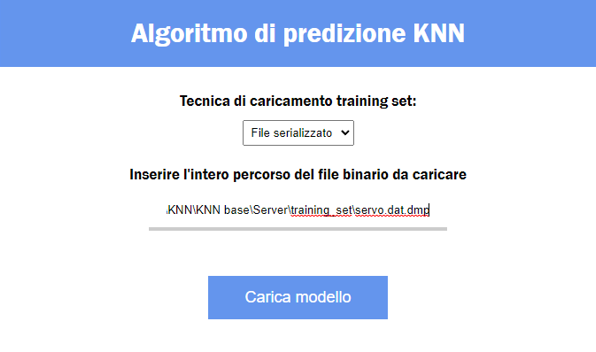 Algoritmo di predizione KNN
Tecnica di caricamento training set:
File serializzato
Inserire l'intero percorso del file binario da caricare
\KNN\KNN base\Server\training_set\servo.dat.dmp
Carica modello